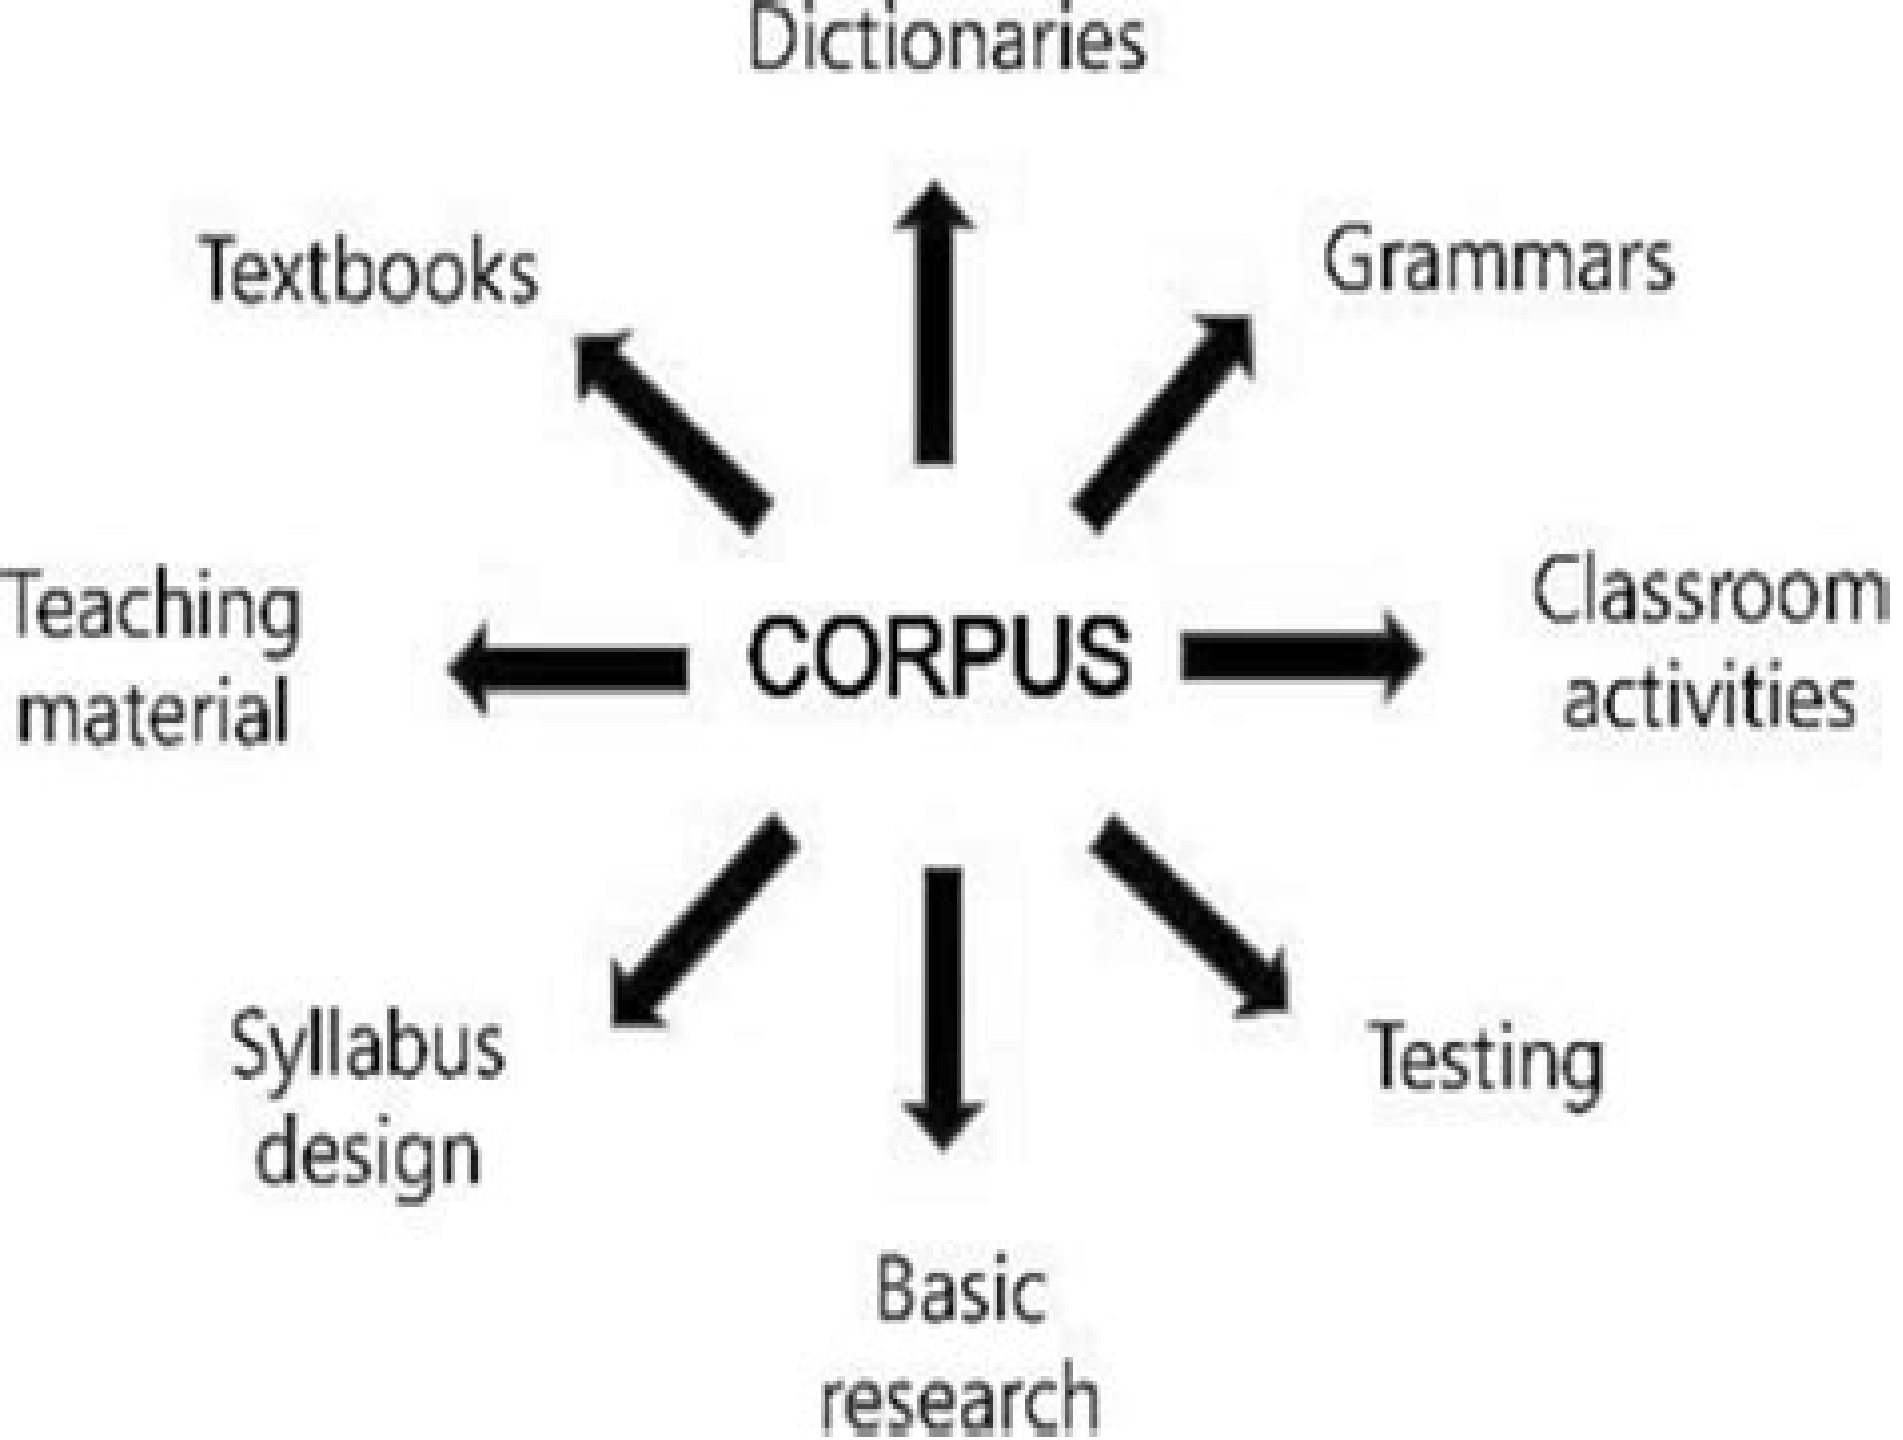 Dictionaries
Textbooks
Grammars
Teaching
material
CORPUS
Classroom
activities
Syllabus
design
Testing
Basic
research